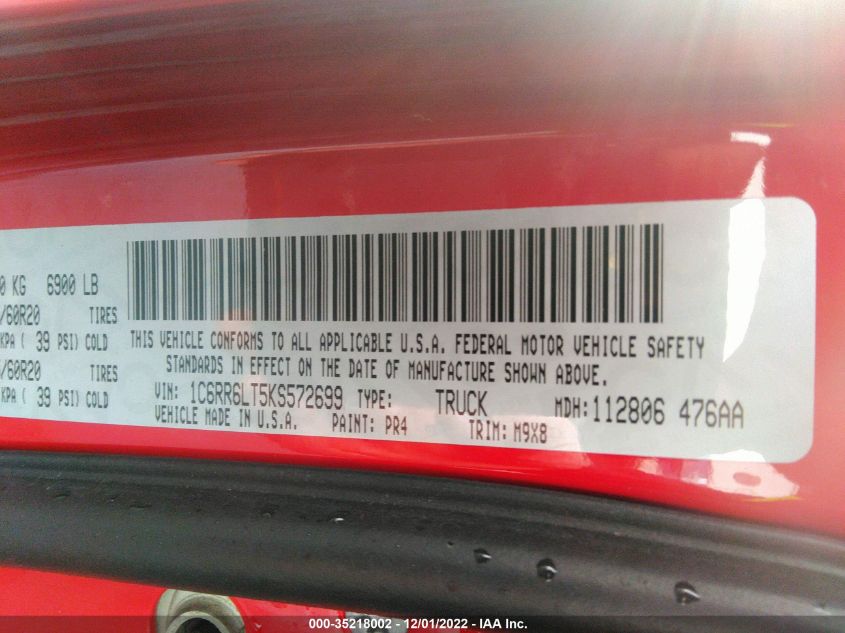 0 KG 6900 LB
/60R20 TIRES
KPA ( 39 PSI) COLD
/60R20 TIRES
KPA ( 39 PSI) COLD
THIS VEHICLE CONFORMS TO ALL APPLICABLE U.S.A. FEDERAL MOTOR VEHICLE SAFETY
STANDARDS IN EFFECT ON THE DATE OF MANUFACTURE SHOWN ABOVE.
VIN: 1C6RR6LT5KS572699 TYPE: TRUCK MDH:112806 476AA
VEHICLE MADE IN U.S.A. PAINT: PR4 TRIM: M9X8
000-35218002 - 12/01/2022 - IAA Inc.